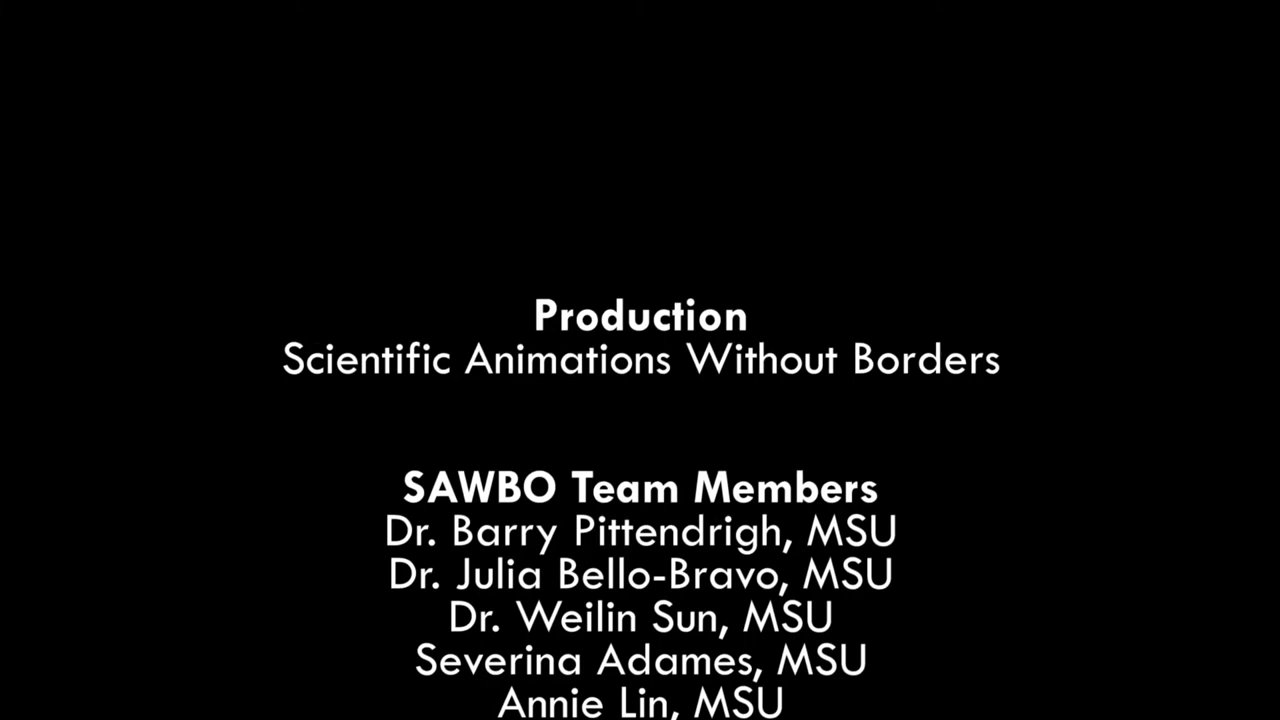 Production
Scientific Animations Without Borders
SAWBO Team Members
Dr. Barry Pittendrigh, MSU
Dr. Julia Bello-Bravo, MSU
Dr. Weilin Sun, MSU
Severina Adames, MSU
Annie Lin, MSU